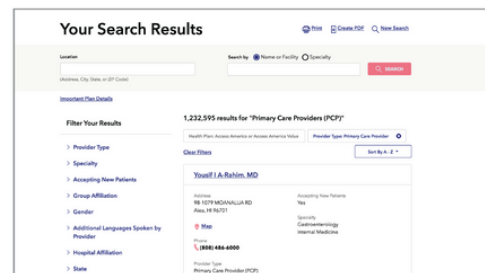 Your Search Results
Print Create PDF New Search
Location
Search by Name or Facility Specialty
SEARCH
(Address, City, State, or ZIP Code)
Important Plan Details
Filter Your Results
1,232,595 results for "Primary Care Providers (PCP)"
Health Plan: Access America or Access America Value
Provider Type: Primary Care Provider
Clear Filters
Sort By A - Z
> Provider Type
> Specialty
> Accepting New Patients
> Group Affiliation
> Gender
> Additional Languages Spoken by
Provider
> Hospital Affiliation
> State
Yousif I A-Rahim, MD
Address
98-1079 MOANALUA RD
Aiea, HI 96701
Map
Phone
(808) 486-6000
Provider Type
Primary Care Provider (PCP)
Accepting New Patients
Yes
Specialty
Gastroenterology
Internal Medicine